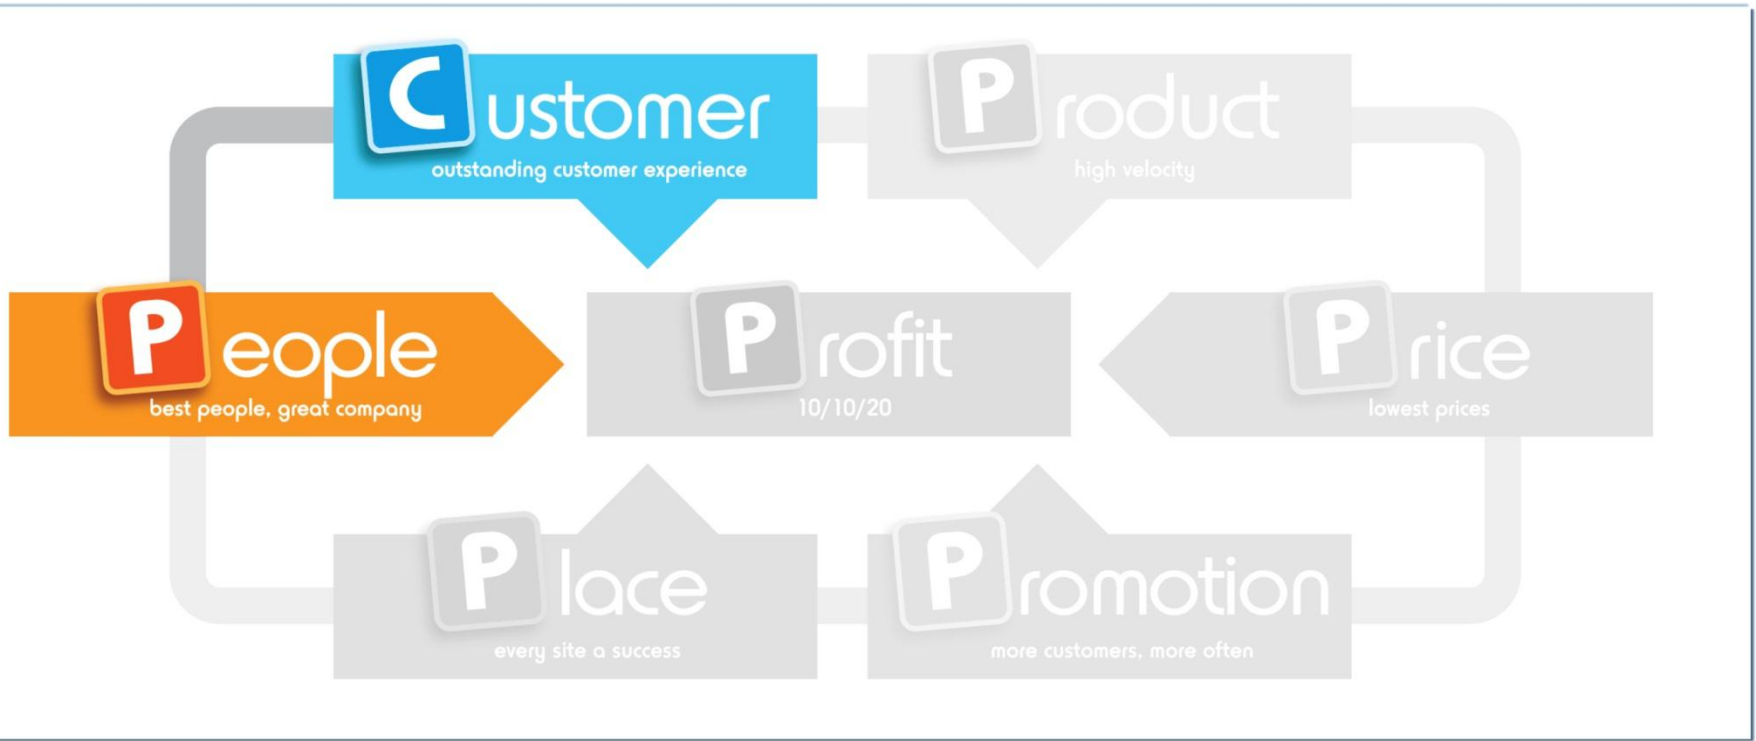 Customer
outstanding customer experience
Product
high velocity
People
best people, great company
Profit
10/10/20
Price
lowest prices
Place
every site a success
Promotion
more customers, more often